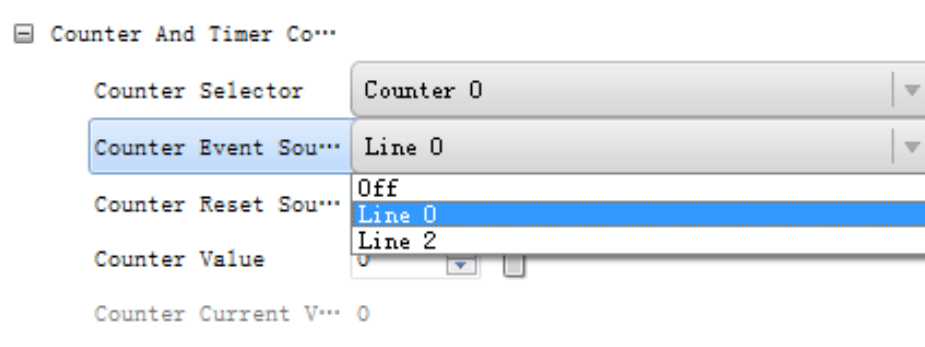 Counter And Timer Co…
Counter Selector Counter 0
Counter Event Sou… Line 0
Off
Counter Reset Sou… Line 0
Line 2
Counter Value 0
Counter Current V… 0